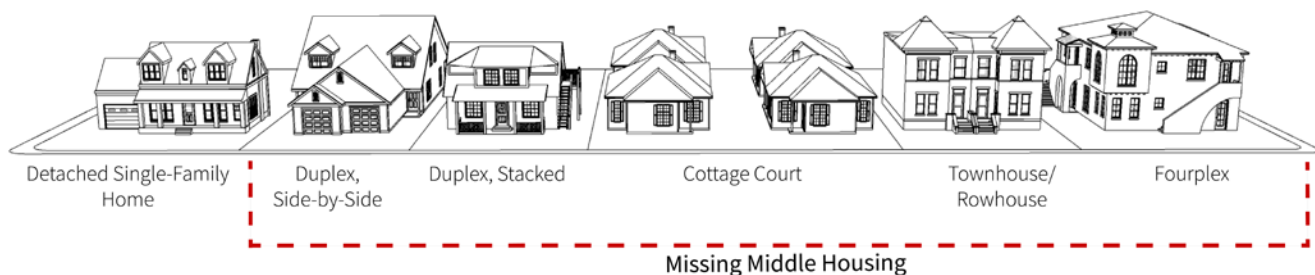 Detached Single-Family
Home
Duplex,
Side-by-Side
Duplex, Stacked
Cottage Court
Townhouse/
Rowhouse
Fourplex
Missing Middle Housing